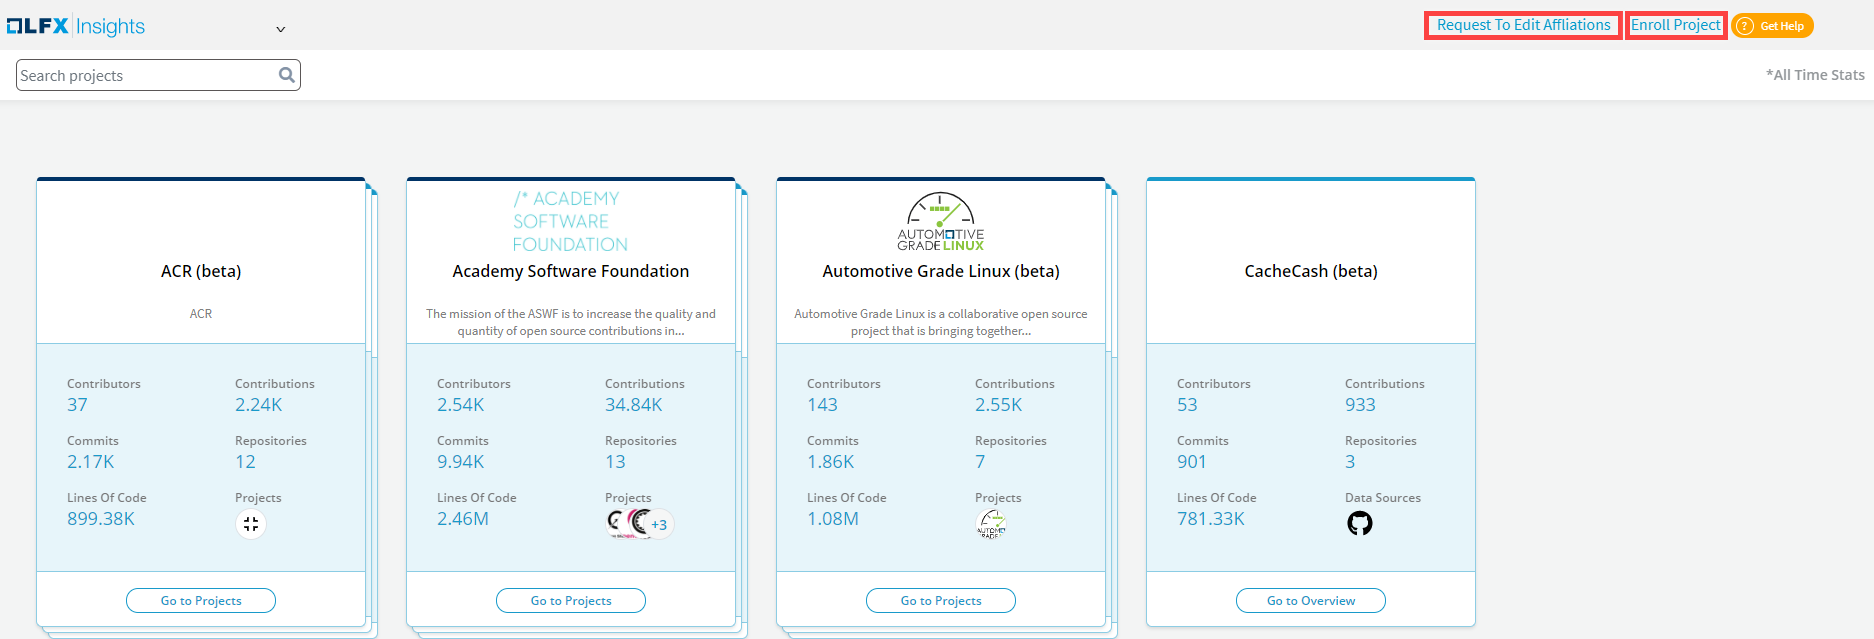 LFX Insights
Request To Edit Affliations
Enroll Project
? Get Help
Search projects
*All Time Stats
ACR (beta)
ACR
Contributors
Contributions
37
2.24K
Commits
Repositories
2.17K
12
Lines Of Code
Projects
899.38K
Go to Projects
/* ACADEMY
SOFTWARE
FOUNDATION
Academy Software Foundation
The mission of the ASWF is to increase the quality and
quantity of open source contributions in...
Contributors
Contributions
2.54K
34.84K
Commits
Repositories
9.94K
13
Lines Of Code
Projects
2.46M
+3
Go to Projects
AUTOMOTIVE
GRADE LINUX
Automotive Grade Linux (beta)
Automotive Grade Linux is a collaborative open source
project that is bringing together...
Contributors
Contributions
143
2.55K
Commits
Repositories
1.86K
7
Lines Of Code
Projects
1.08M
Go to Projects
CacheCash (beta)
Contributors
Contributions
53
933
Commits
Repositories
901
3
Lines Of Code
Data Sources
781.33K
Go to Overview